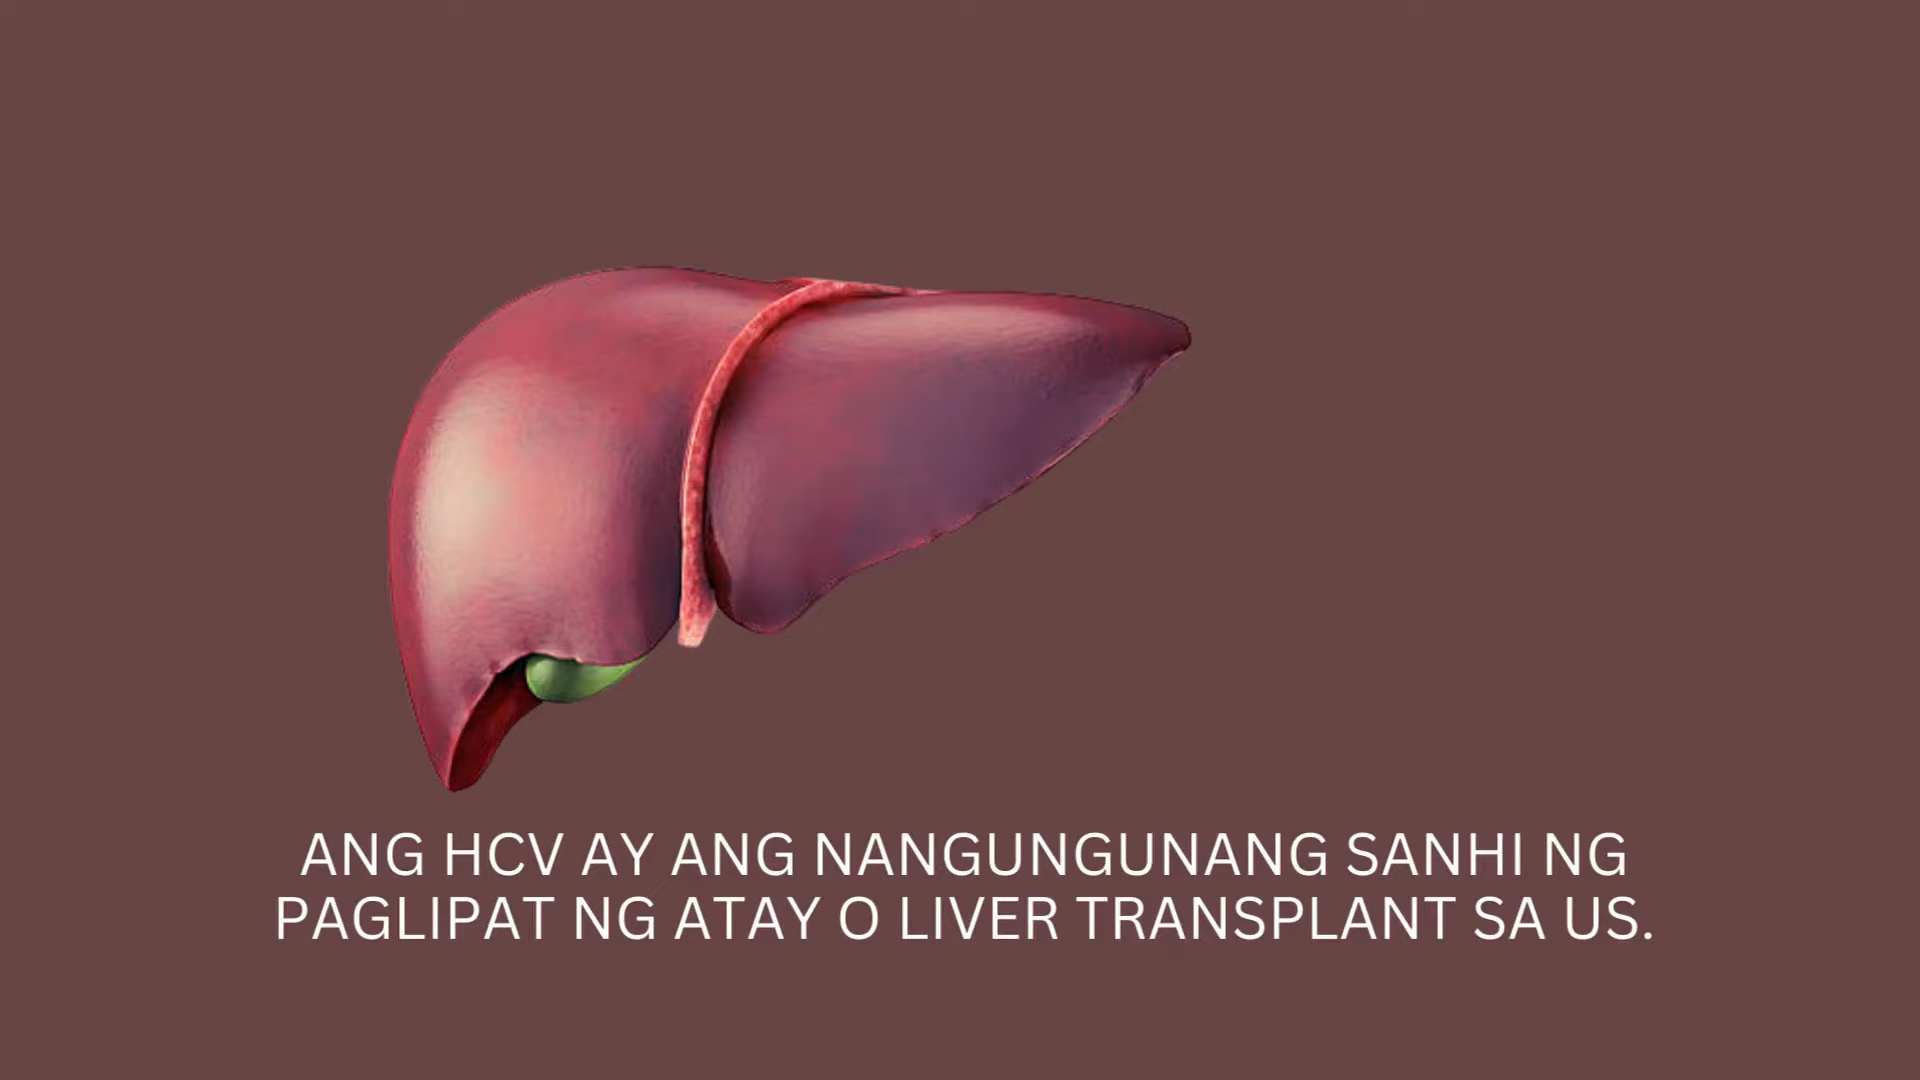 ANG HCV AY ANG NANGUNGUNANG SANHI NG
PAGLIPAT NG ATAY O LIVER TRANSPLANT SA US.